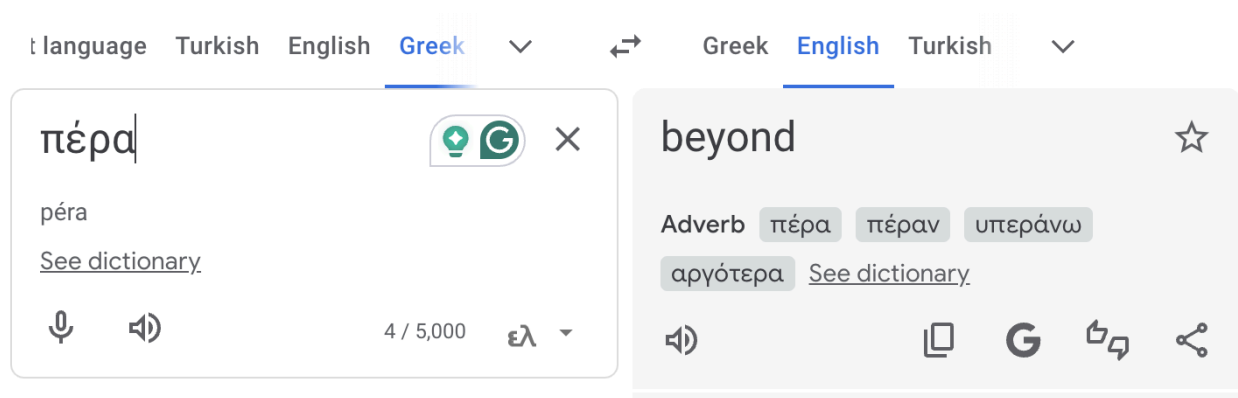 t language Turkish English Greek
Greek English Turkish
πέρα
péra
See dictionary
4 / 5,000 ελ
beyond
Adverb πέρα πέραν υπεράνω
αργότερα See dictionary